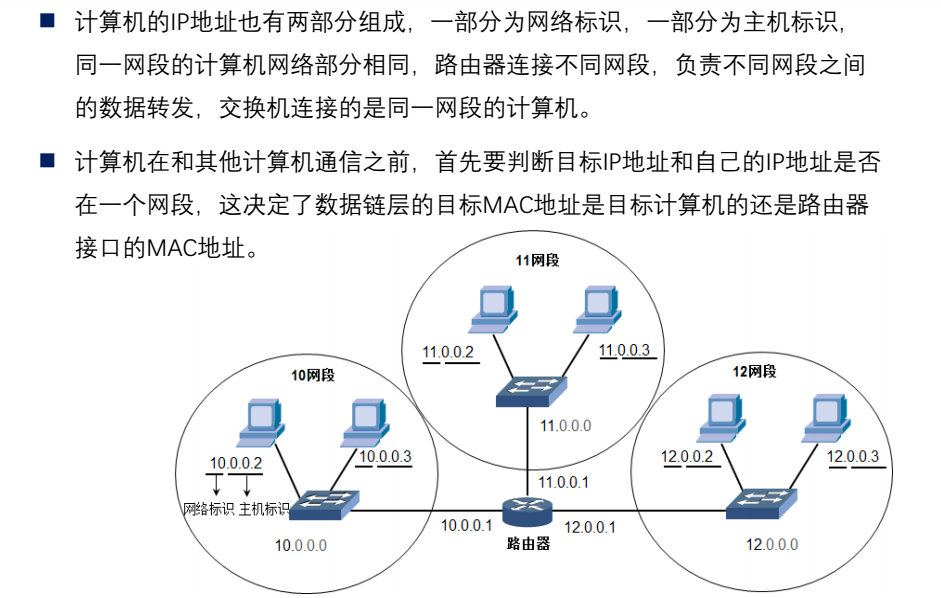 计算机的IP地址也有两部分组成，一部分为网络标识，一部分为主机标识，
同一网段的计算机网络部分相同，路由器连接不同网段，负责不同网段之间
的数据转发，交换机连接的是同一网段的计算机。
计算机在和其他计算机通信之前，首先要判断目标IP地址和自己的IP地址是否
在一个网段，这决定了数据链层的目标MAC地址是目标计算机的还是路由器
接口的MAC地址。
11网段
11.0.0.2
11.0.0.3
11.0.0.0
11.0.0.1
10网段
10.0.0.2
10.0.0.3
网络标识 主机标识
10.0.0.0
10.0.0.1
路由器
12.0.0.1
12网段
12.0.0.2
12.0.0.3
12.0.0.0